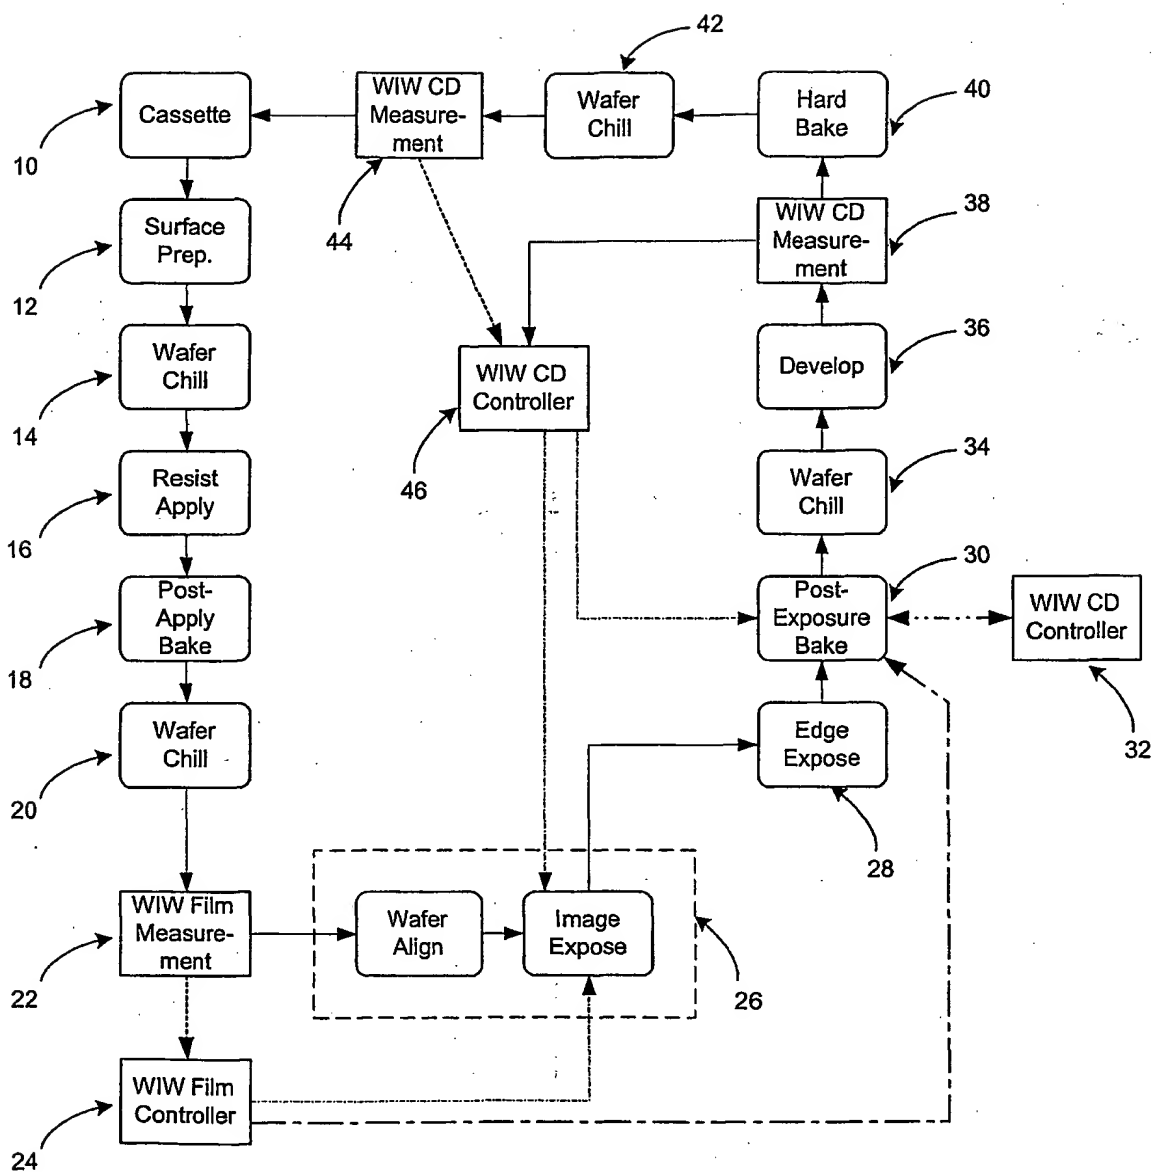 42
WIW CD
Measure-
ment
Wafer
Chill
Hard
Bake
40
Cassette
10
44
Surface
Prep.
12
WIW CD
Measure-
ment
38
Wafer
Chill
14
WIW CD
Controller
46
Develop
36
Resist
Apply
16
Wafer
Chill
34
Post-
Apply
Bake
18
Post-
Exposure
Bake
30
WIW CD
Controller
32
Wafer
Chill
20
Edge
Expose
28
WIW Film
Measure-
ment
22
Wafer
Align
Image
Expose
26
WIW Film
Controller
24